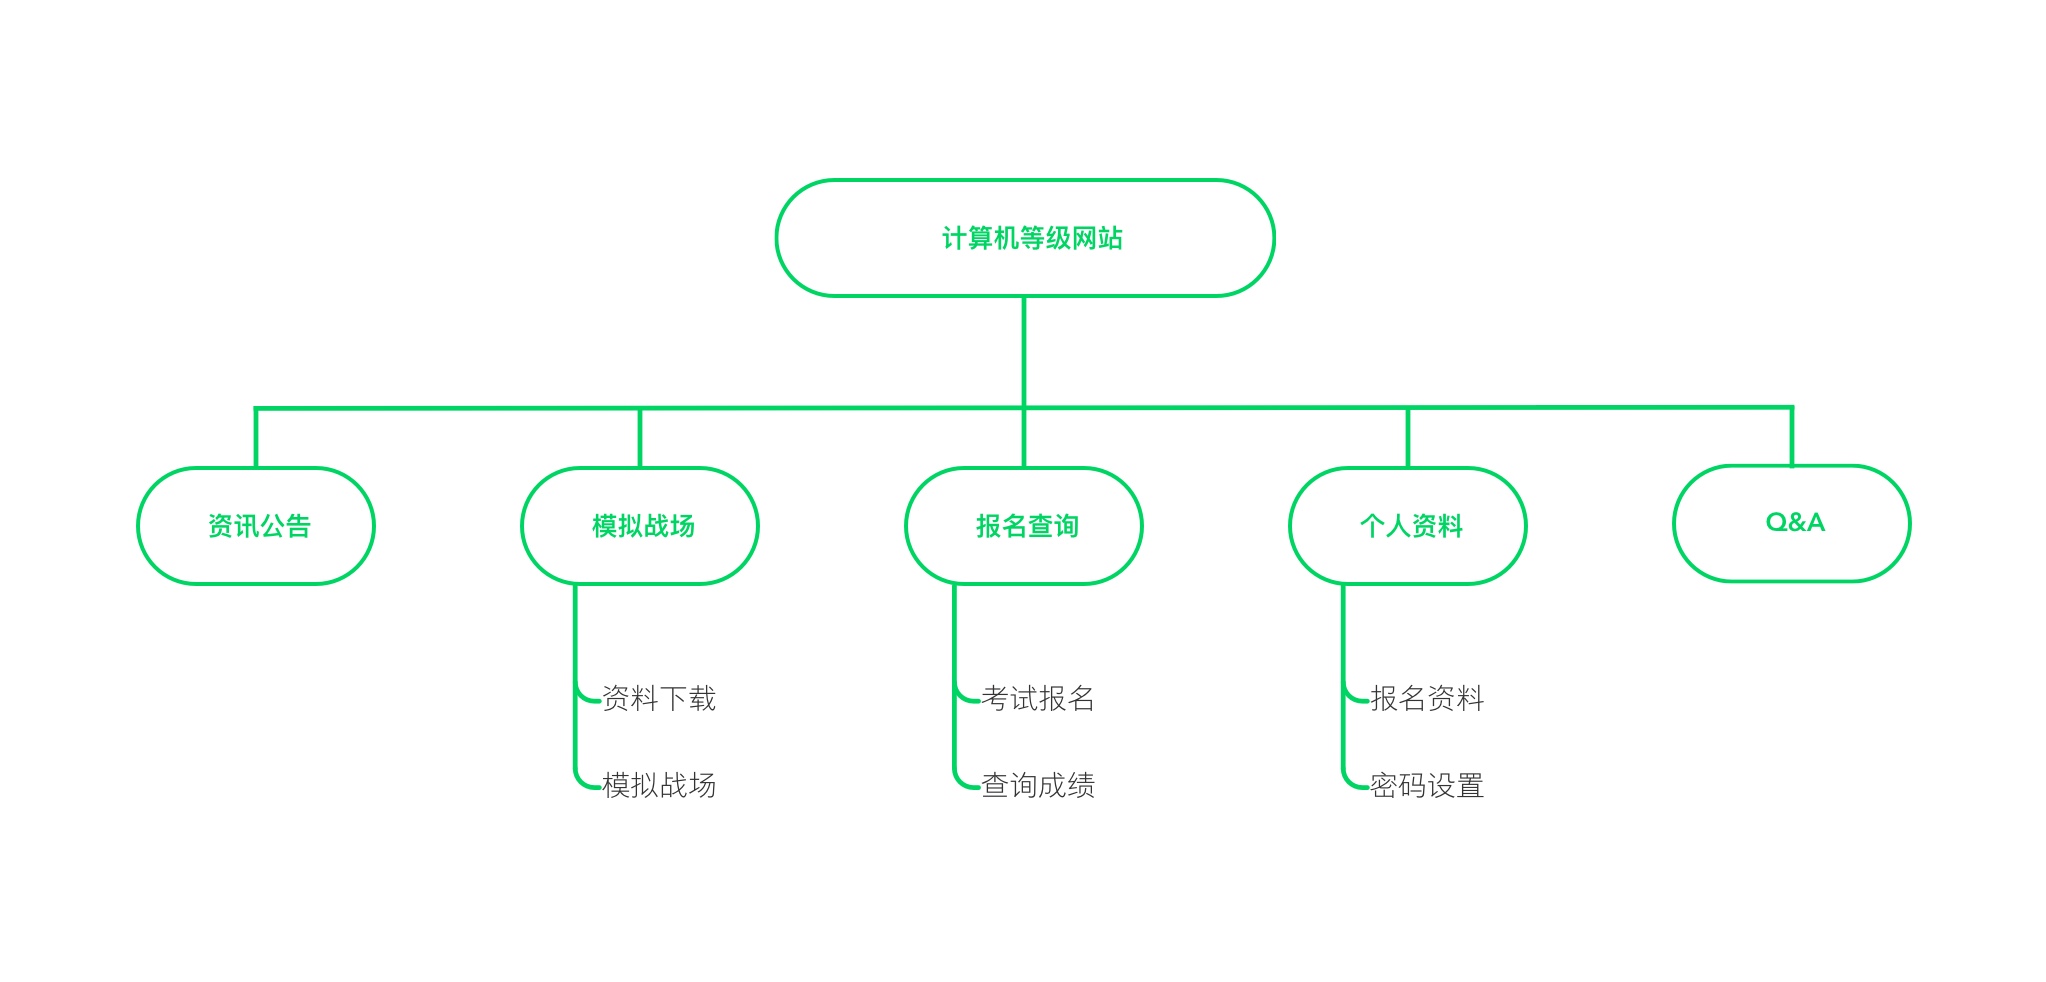 计算机等级网站
资讯公告
模拟战场
报名查询
个人资料
Q&A
资料下载
考试报名
报名资料
模拟战场
查询成绩
密码设置